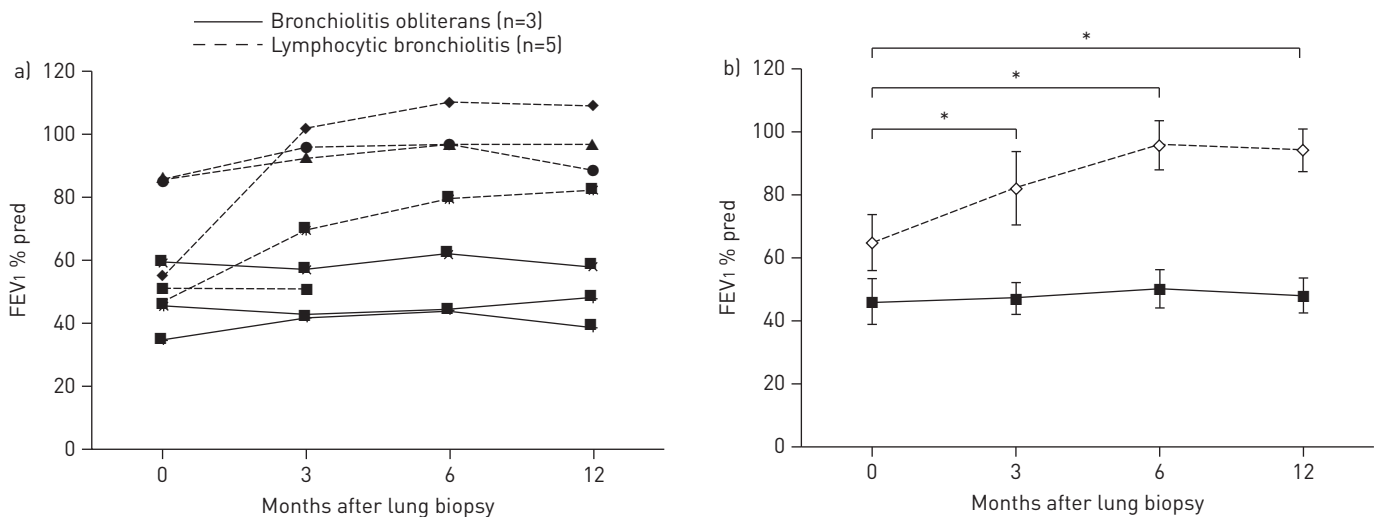 Bronchiolitis obliterans (n=3)
Lymphocytic bronchiolitis (n=5)
a)
120
100
80
60
40
20
0
FEV1 % pred
0 3 6 12
Months after lung biopsy
b)
120
100
80
60
40
20
0
FEV1 % pred
*
*
*
0 3 6 12
Months after lung biopsy